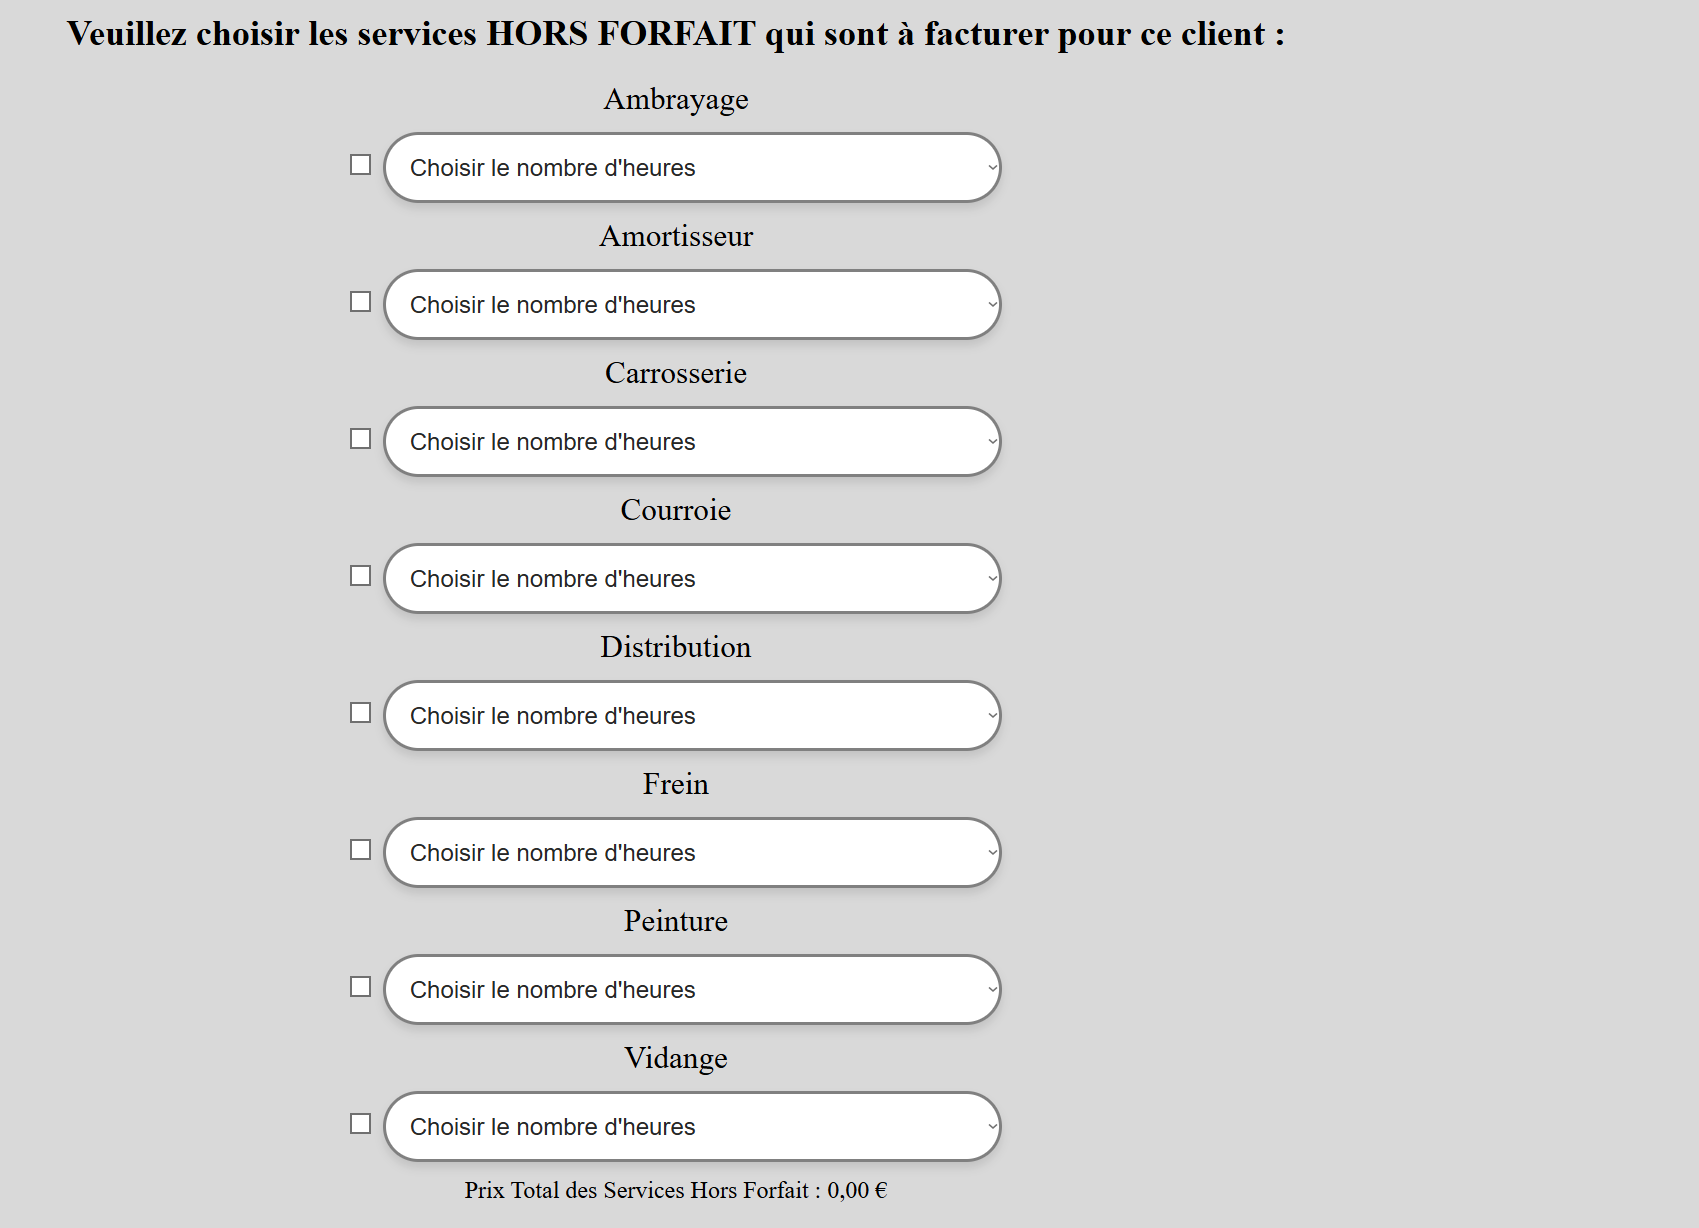 Veuillez choisir les services HORS FORFAIT qui sont à facturer pour ce client :
Ambrayage
Choisir le nombre d'heures
Amortisseur
Choisir le nombre d'heures
Carrosserie
Choisir le nombre d'heures
Courroie
Choisir le nombre d'heures
Distribution
Choisir le nombre d'heures
Frein
Choisir le nombre d'heures
Peinture
Choisir le nombre d'heures
Vidange
Choisir le nombre d'heures
Prix Total des Services Hors Forfait : 0,00 €